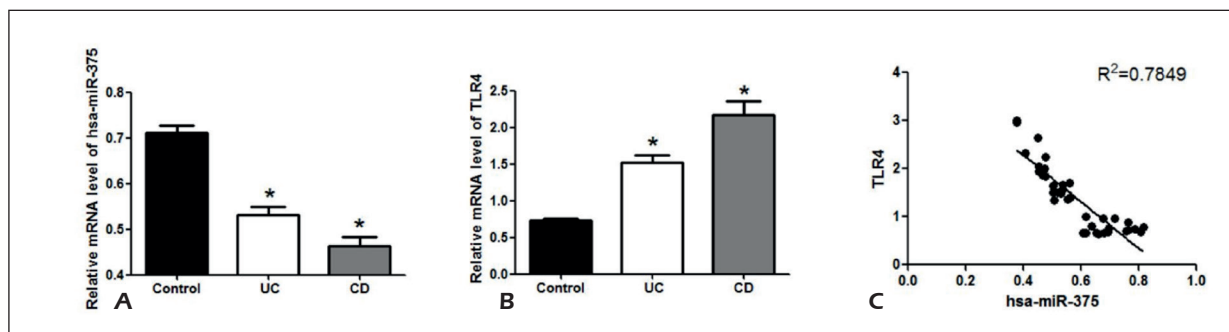 Relative mRNA level of hsa-miR-375
0.8
0.7
0.6
0.5
0.4
*
*
Control
UC
CD
A
Relative mRNA level of TLR4
2.5
2.0
1.5
1.0
0.5
0.0
*
*
Control
UC
CD
B
R²=0.7849
TLR4
4
3
2
1
0
0.0
0.2
0.4
0.6
0.8
1.0
hsa-miR-375
C